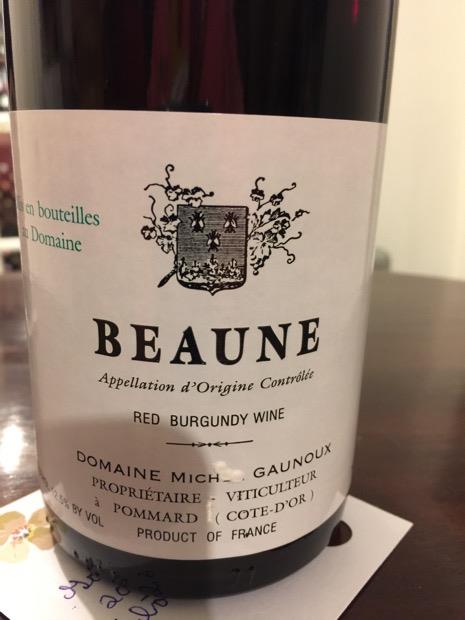 en bouteilles
Domaine
BEAUNE
Appellation d'Origine Contrôlée
RED BURGUNDY WINE
DOMAINE GAUNOUX
PROPRIÉTAIRE - VITICULTEUR
à POMMARD (CÔTE-D'OR)
BY VOL
PRODUCT OF FRANCE